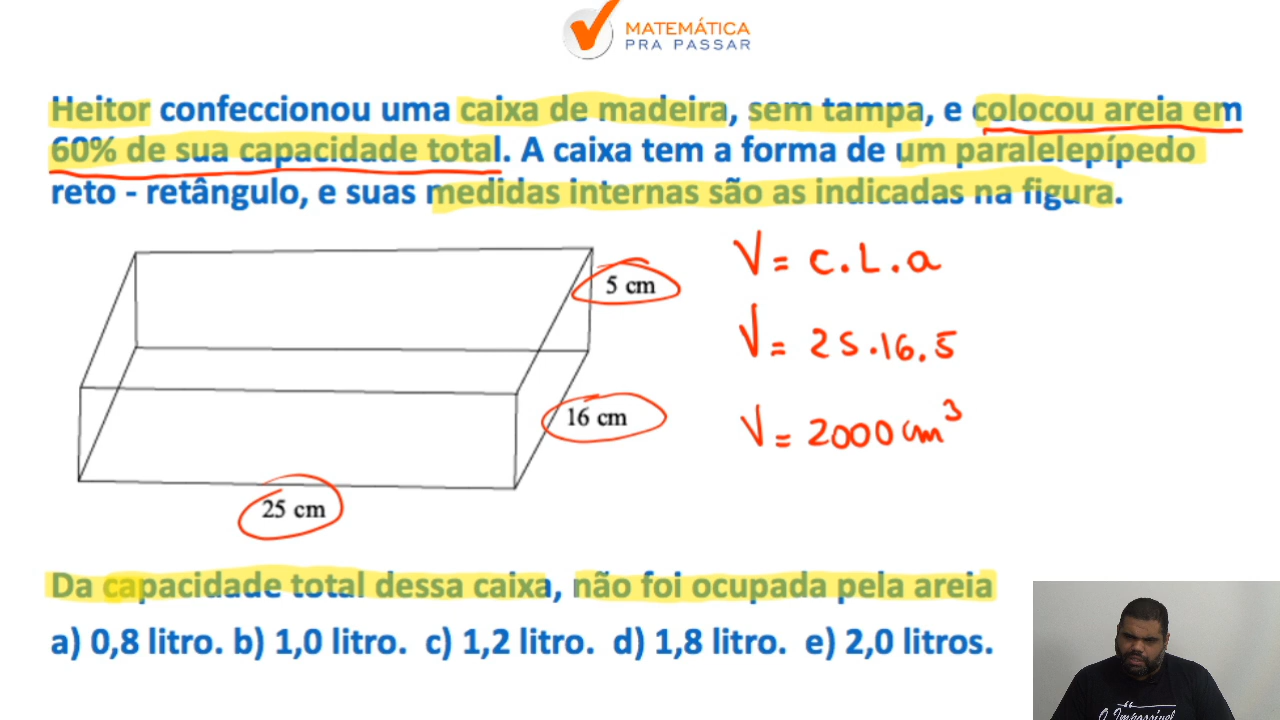 MATEMÁTICA
PRA PASSAR
Heitor confeccionou uma caixa de madeira, sem tampa, e colocou areia em
60% de sua capacidade total. A caixa tem a forma de um paralelepípedo
reto - retângulo, e suas medidas internas são as indicadas na figura.
V = c.L.a
5 cm
V = 25.16.5
16 cm
V = 2000 cm³
25 cm
Da capacidade total dessa caixa, não foi ocupada pela areia
a) 0,8 litro. b) 1,0 litro. c) 1,2 litro. d) 1,8 litro. e) 2,0 litros.
O Impossível